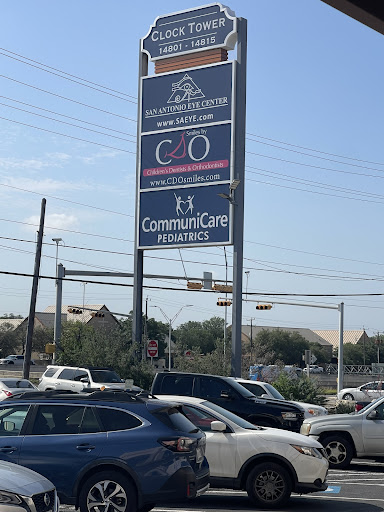 CLOCK TOWER
14801 - 14815
SAN ANTONIO EYE CENTER
www.SAEYE.com
Smiles by
CDO
Children's Dentists & Orthodontists
www.CDOsmiles.com
CommuniCare
PEDIATRICS